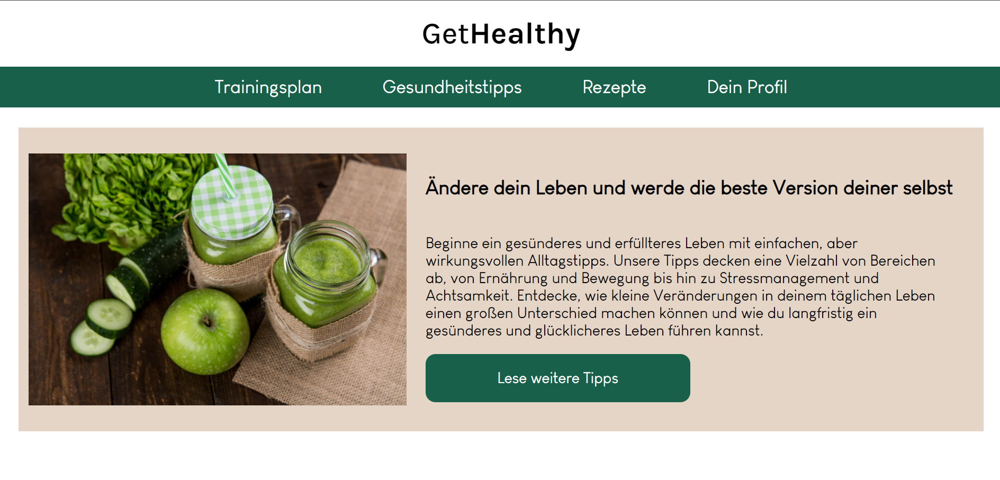 GetHealthy
Trainingsplan Gesundheitstipps Rezepte Dein Profil
Ändere dein Leben und werde die beste Version deiner selbst
Beginne ein gesünderes und erfüllteres Leben mit einfachen, aber
wirkungsvollen Alltagstipps. Unsere Tipps decken eine Vielzahl von Bereichen
ab, von Ernährung und Bewegung bis hin zu Stressmanagement und
Achtsamkeit. Entdecke, wie kleine Veränderungen in deinem täglichen Leben
einen großen Unterschied machen können und wie du langfristig ein
gesünderes und glücklicheres Leben führen kannst.
Lese weitere Tipps